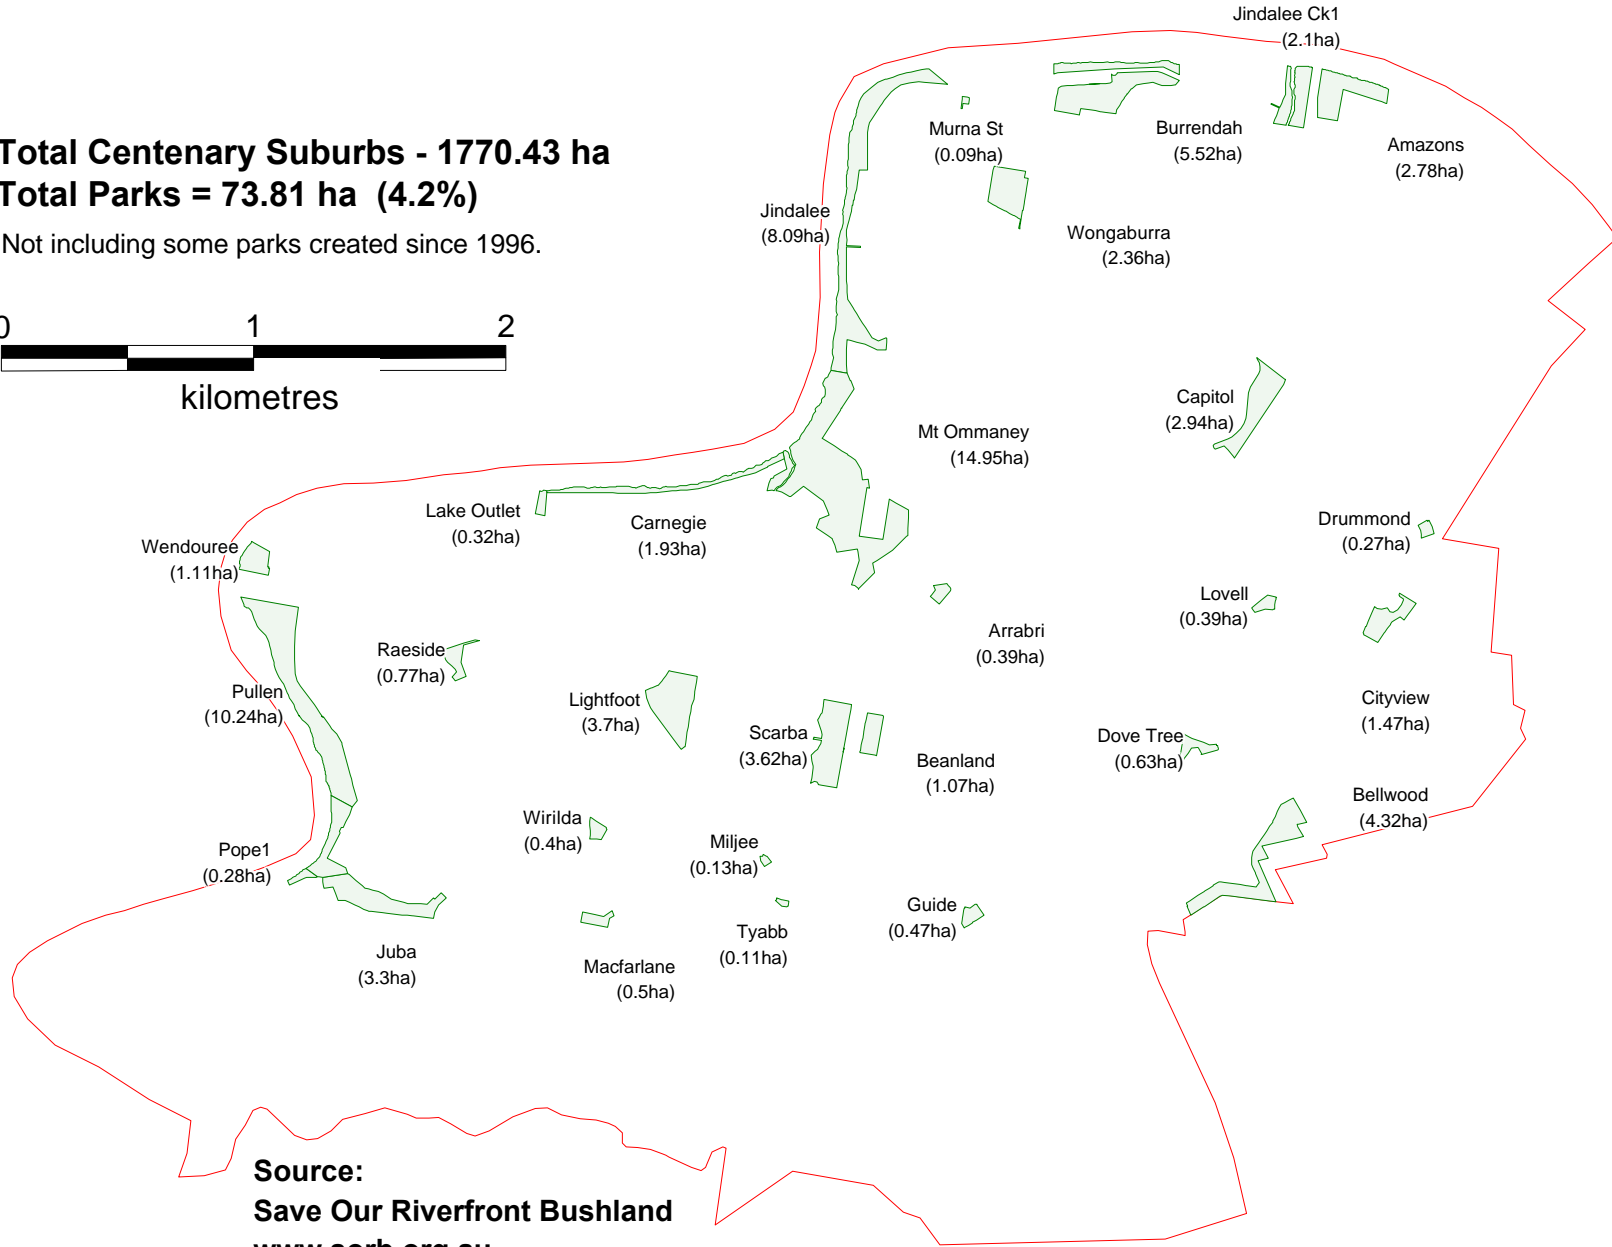 Jindalee Ck1
(2.1ha)
Total Centenary Suburbs - 1770.43 ha
Total Parks = 73.81 ha (4.2%)
Not including some parks created since 1996.
0 1 2
kilometres
Murna St
(0.09ha)
Burrendah
(5.52ha)
Amazons
(2.78ha)
Jindalee
(8.09ha)
Wongaburra
(2.36ha)
Capitol
(2.94ha)
Mt Ommaney
(14.95ha)
Lake Outlet
(0.32ha)
Carnegie
(1.93ha)
Drummond
(0.27ha)
Wendouree
(1.11ha)
Lovell
(0.39ha)
Arrabri
(0.39ha)
Raeside
(0.77ha)
Pullen
(10.24ha)
Lightfoot
(3.7ha)
Scarba
(3.62ha)
Beanland
(1.07ha)
Dove Tree
(0.63ha)
Cityview
(1.47ha)
Bellwood
(4.32ha)
Wirilda
(0.4ha)
Miljee
(0.13ha)
Pope1
(0.28ha)
Guide
(0.47ha)
Tyabb
(0.11ha)
Juba
(3.3ha)
Macfarlane
(0.5ha)
Source:
Save Our Riverfront Bushland
www.sorb.org.au